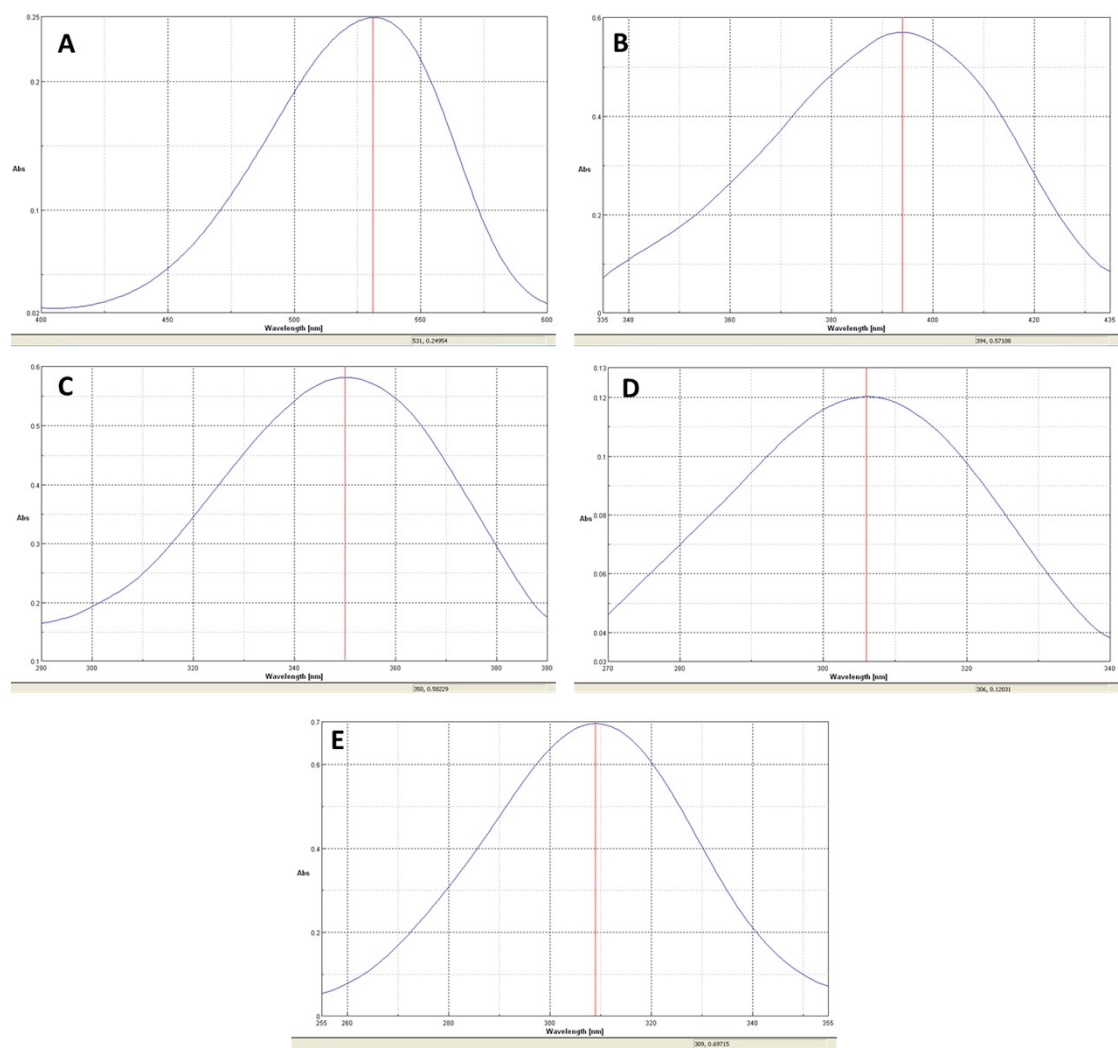 A
0.25
0.2
Abs
0.1
0.02
400 450 500 550 600
Wavelength [nm]
531, 0.24954
B
0.6
0.4
Abs
0.2
0
335 340 360 380 400 420 435
Wavelength [nm]
394, 0.57108
C
0.6
0.5
0.4
Abs
0.3
0.2
0.1
290 300 320 340 360 380 390
Wavelength [nm]
350, 0.58229
D
0.13
0.12
0.1
Abs
0.08
0.06
0.04
0.03
270 280 300 320 340
Wavelength [nm]
306, 0.12031
E
0.7
0.6
0.4
Abs
0.2
0
255 260 280 300 320 340 355
Wavelength [nm]
309, 0.69715